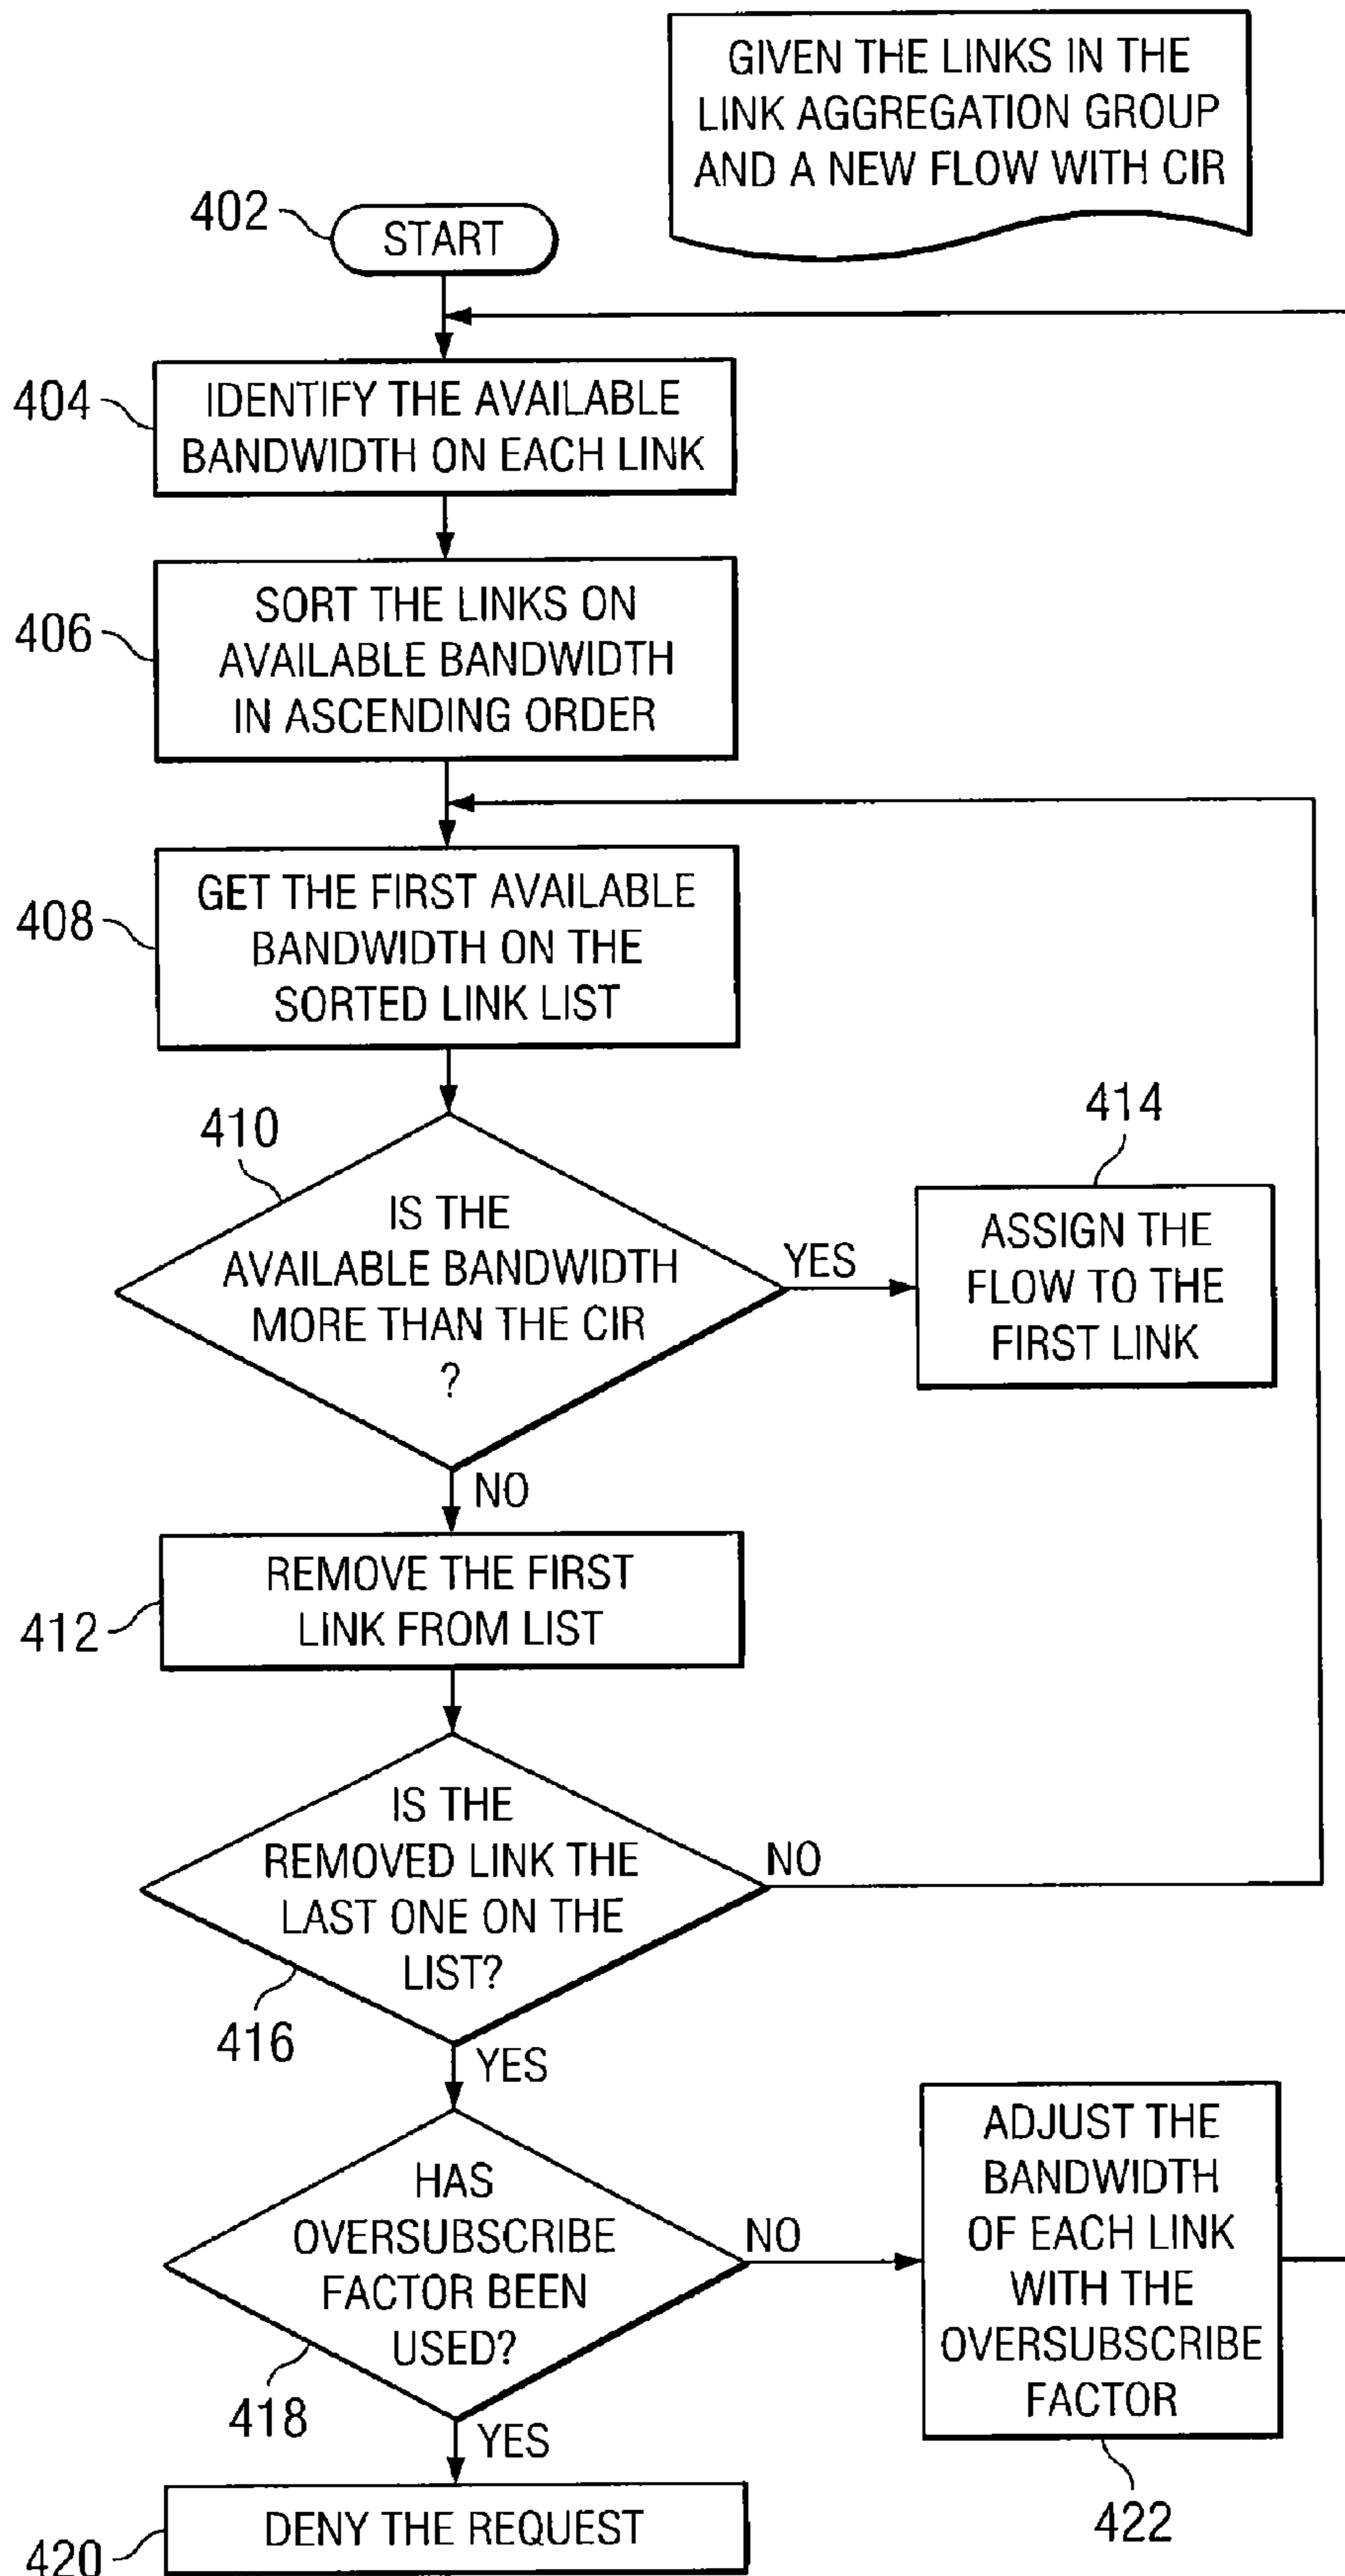 GIVEN THE LINKS IN THE
LINK AGGREGATION GROUP
AND A NEW FLOW WITH CIR
402
START
404
IDENTIFY THE AVAILABLE
BANDWIDTH ON EACH LINK
406
SORT THE LINKS ON
AVAILABLE BANDWIDTH
IN ASCENDING ORDER
408
GET THE FIRST AVAILABLE
BANDWIDTH ON THE
SORTED LINK LIST
410
IS THE
AVAILABLE BANDWIDTH
MORE THAN THE CIR
?
YES
414
ASSIGN THE
FLOW TO THE
FIRST LINK
NO
412
REMOVE THE FIRST
LINK FROM LIST
IS THE
REMOVED LINK THE
LAST ONE ON THE
LIST?
NO
416
YES
HAS
OVERSUBSCRIBE
FACTOR BEEN
USED?
NO
418
ADJUST THE
BANDWIDTH
OF EACH LINK
WITH THE
OVERSUBSCRIBE
FACTOR
422
YES
420
DENY THE REQUEST